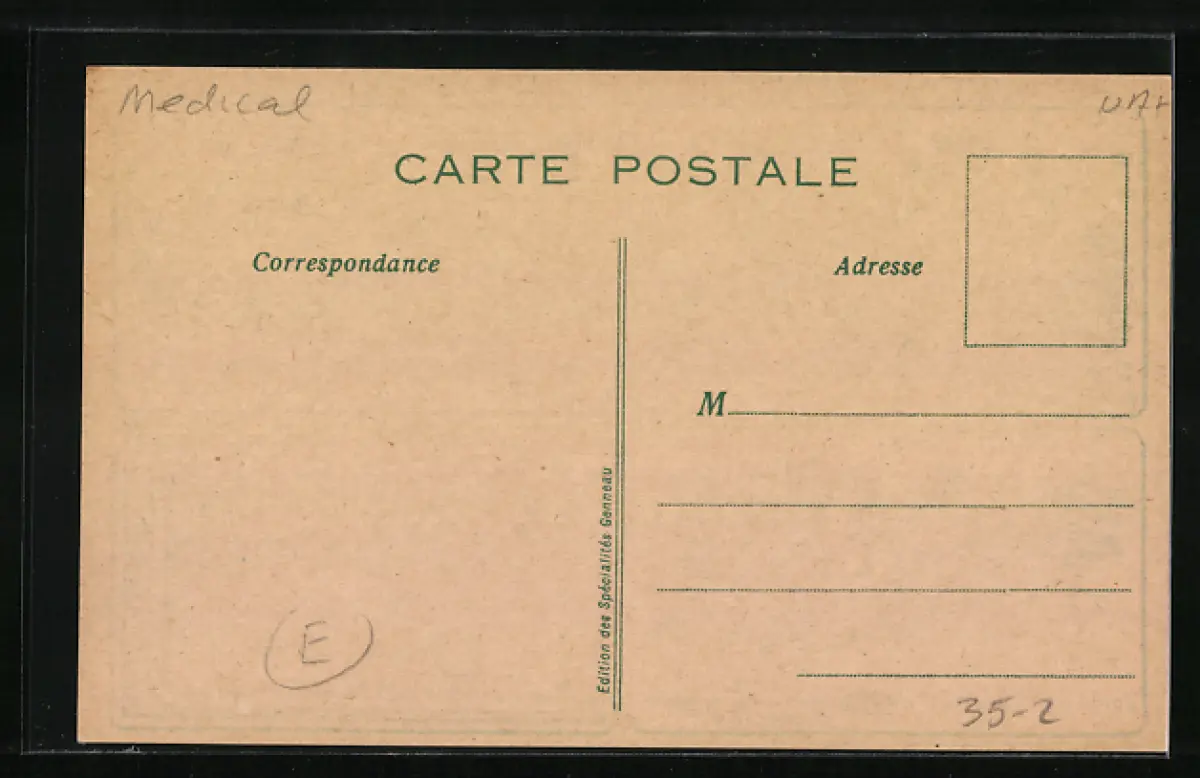 Medical
CARTE POSTALE
Correspondance
Adresse
M
Edition des Spécialités Genneau
E
35-2